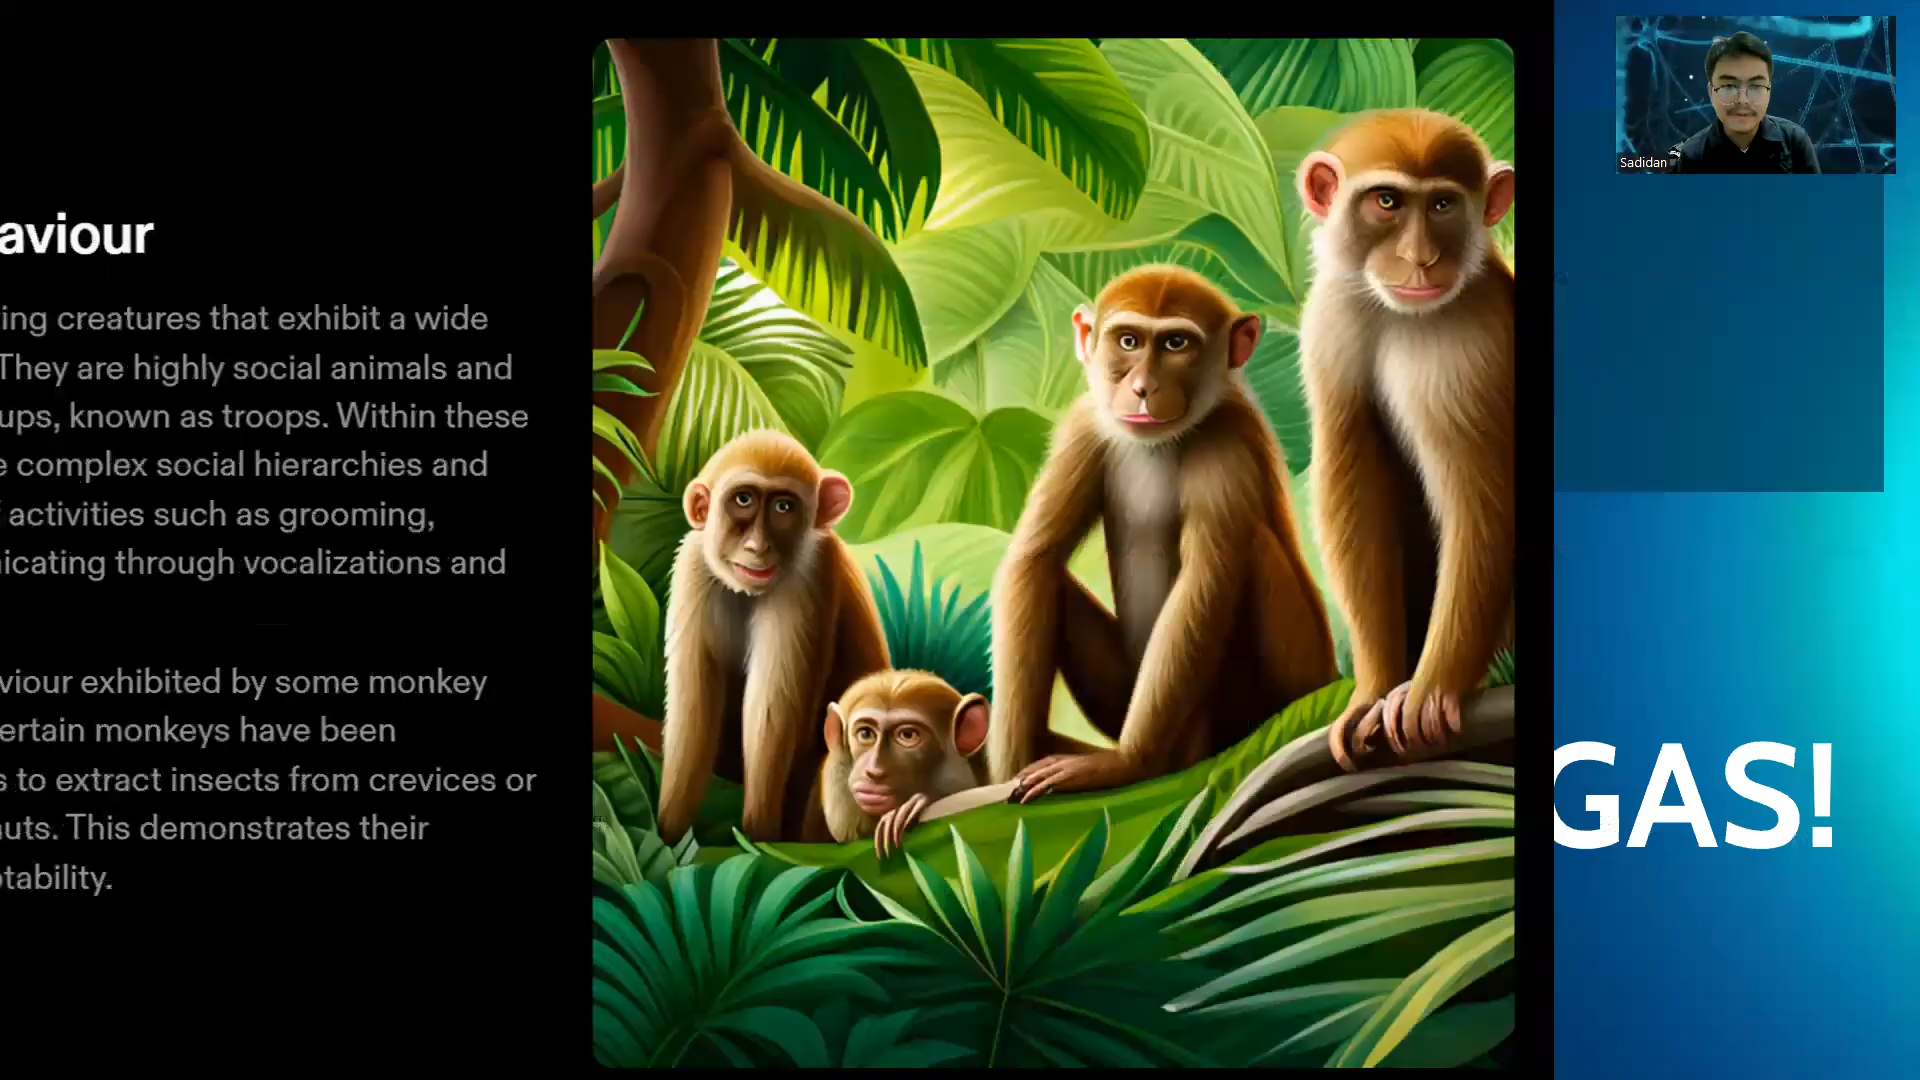 aviour
ing creatures that exhibit a wide
They are highly social animals and
ups, known as troops. Within these
e complex social hierarchies and
f activities such as grooming,
icating through vocalizations and
viour exhibited by some monkey
ertain monkeys have been
s to extract insects from crevices or
uts. This demonstrates their
tability.
Sadidan
GAS!